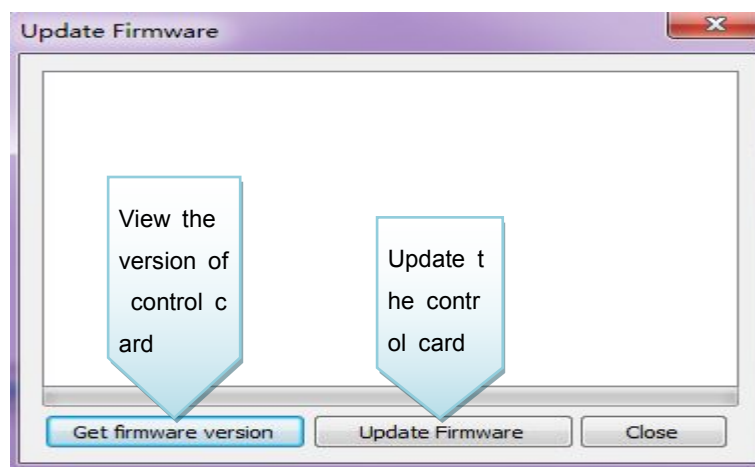 Update Firmware
View the
version of
control c
ard
Update t
he contr
ol card
Get firmware version
Update Firmware
Close